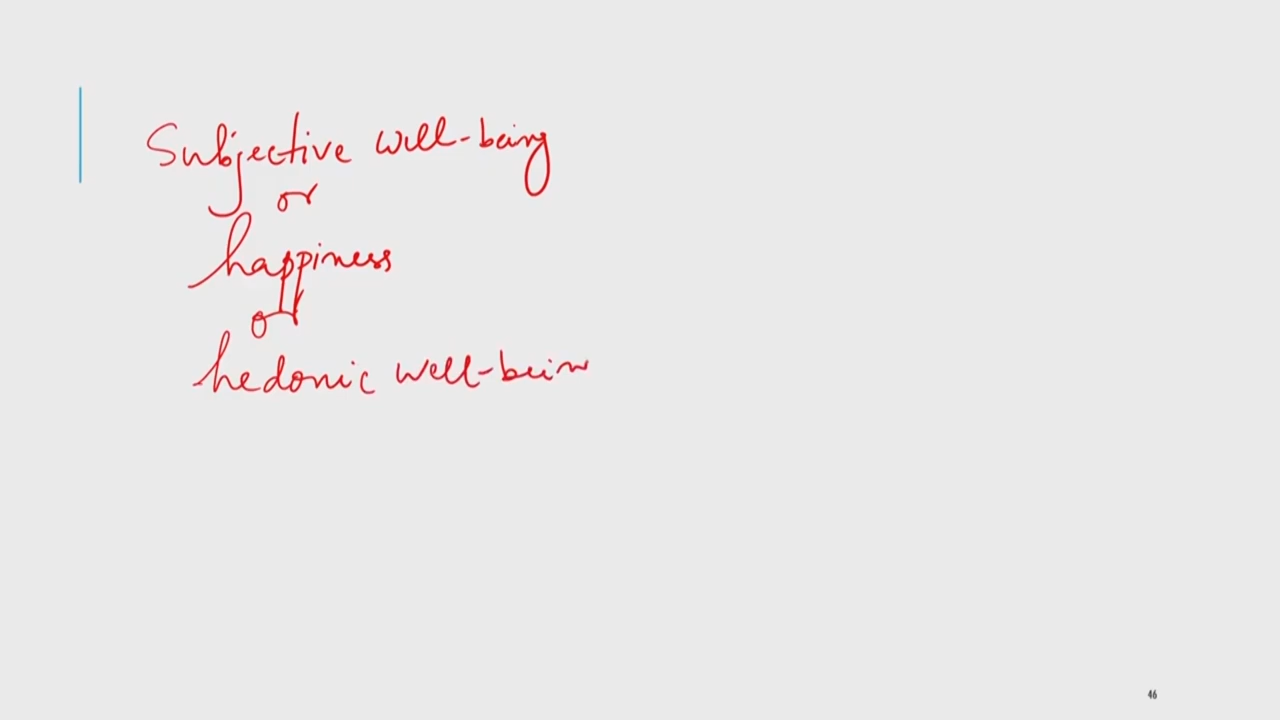 Subjective well-being
or
happiness
or
hedonic well-bein
46